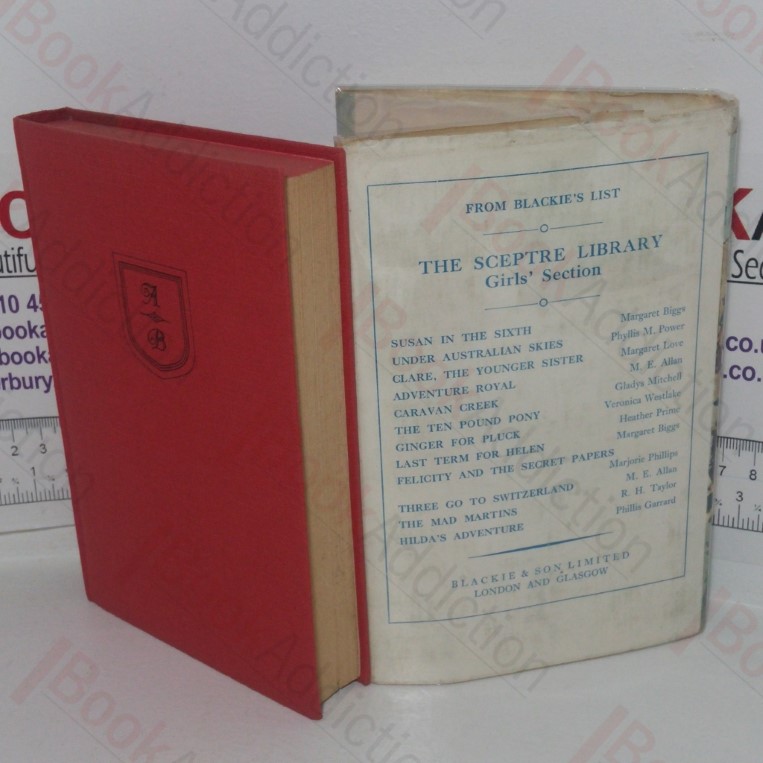 A
B
FROM BLACKIE'S LIST
THE SCEPTRE LIBRARY
Girls' Section
SUSAN IN THE SIXTH Margaret Biggs
UNDER AUSTRALIAN SKIES Phyllis M. Power
CLARE, THE YOUNGER SISTER Margaret Love
ADVENTURE ROYAL M. E. Allan
CARAVAN CREEK Gladys Mitchell
THE TEN POUND PONY Veronica Westlake
GINGER FOR PLUCK Heather Prime
LAST TERM FOR HELEN Margaret Biggs
FELICITY AND THE SECRET PAPERS
Marjorie Phillips
THREE GO TO SWITZERLAND M. E. Allan
THE MAD MARTINS R. H. Taylor
HILDA'S ADVENTURE Phillis Garrard
BLACKIE & SON LIMITED
LONDON AND GLASGOW
BookAddiction